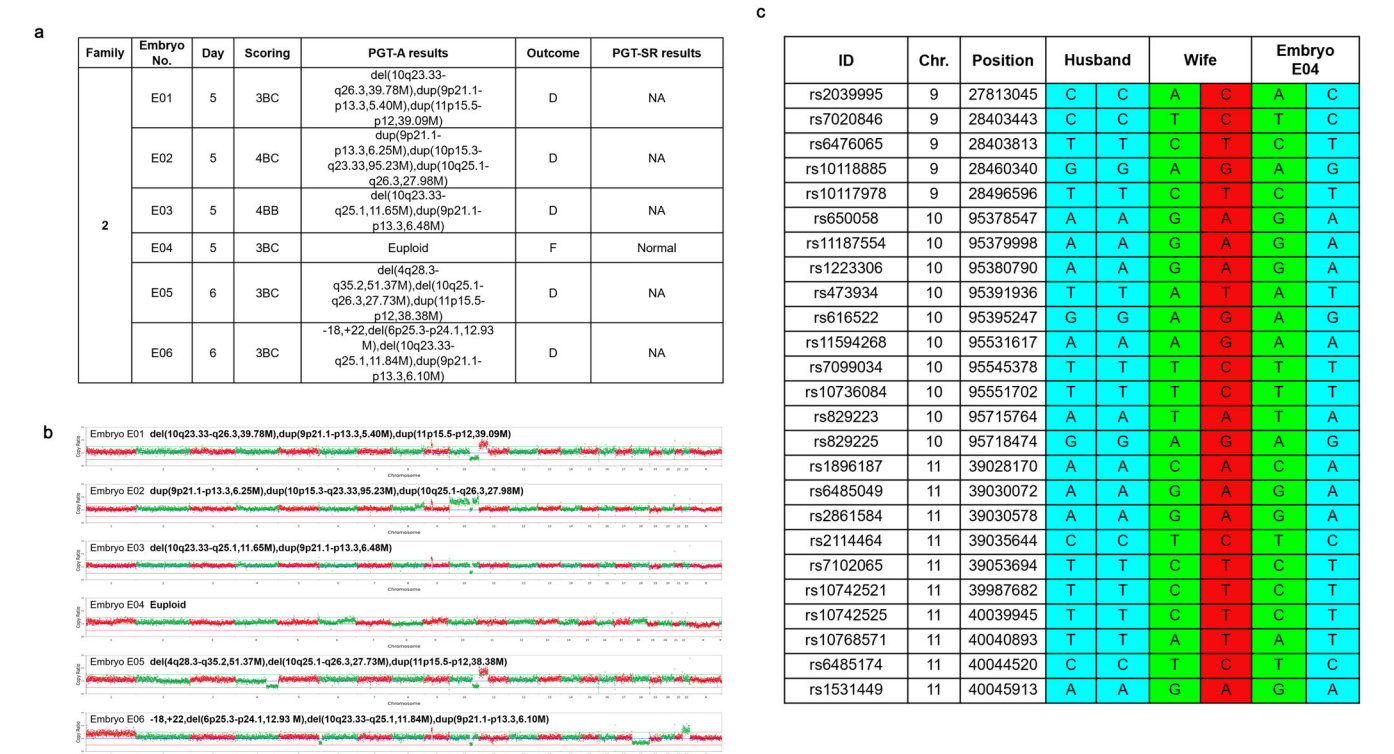 a
Family Embryo No. Day Scoring PGT-A results Outcome PGT-SR results
2
E01 5 3BC del(10q23.33-
q26.3,39.78M),dup(9p21.1-
p13.3,5.40M),dup(11p15.5-
p12,39.09M) D NA
E02 5 4BC dup(9p21.1-
p13.3,6.25M),dup(10p15.3-
q23.33,95.23M),dup(10q25.1-
q26.3,27.98M) D NA
E03 5 4BB del(10q23.33-
q25.1,11.65M),dup(9p21.1-
p13.3,6.48M) D NA
E04 5 3BC Euploid F Normal
E05 6 3BC del(4q28.3-
q35.2,51.37M),del(10q25.1-
q26.3,27.73M),dup(11p15.5-
p12,38.38M) D NA
E06 6 3BC -18,+22,del(6p25.3-p24.1,12.93
M),del(10q23.33-
q25.1,11.84M),dup(9p21.1-
p13.3,6.10M) D NA
b
Embryo E01 del(10q23.33-q26.3,39.78M),dup(9p21.1-p13.3,5.40M),dup(11p15.5-p12,39.09M)
Copy Ratio
Chromosome
Embryo E02 dup(9p21.1-p13.3,6.25M),dup(10p15.3-q23.33,95.23M),dup(10q25.1-q26.3,27.98M)
Copy Ratio
Chromosome
Embryo E03 del(10q23.33-q25.1,11.65M),dup(9p21.1-p13.3,6.48M)
Copy Ratio
Chromosome
Embryo E04 Euploid
Copy Ratio
Chromosome
Embryo E05 del(4q28.3-q35.2,51.37M),del(10q25.1-q26.3,27.73M),dup(11p15.5-p12,38.38M)
Copy Ratio
Chromosome
Embryo E06 -18,+22,del(6p25.3-p24.1,12.93 M),del(10q23.33-q25.1,11.84M),dup(9p21.1-p13.3,6.10M)
Copy Ratio
c
ID Chr. Position Husband Wife Embryo E04
rs2039995 9 27813045 C C A C A C
rs7020846 9 28403443 C C T C T C
rs6476065 9 28403813 T T C T C T
rs10118885 9 28460340 G G A G A G
rs10117978 9 28496596 T T C T C T
rs650058 10 95378547 A A G A G A
rs11187554 10 95379998 A A G A G A
rs1223306 10 95380790 A A G A G A
rs473934 10 95391936 T T A T A T
rs616522 10 95395247 G G A G A G
rs11594268 10 95531617 A A A G A A
rs7099034 10 95545378 T T T C T T
rs10736084 10 95551702 T T T C T T
rs829223 10 95715764 A A T A T A
rs829225 10 95718474 G G A G A G
rs1896187 11 39028170 A A C A C A
rs6485049 11 39030072 A A G A G A
rs2861584 11 39030578 A A G A G A
rs2114464 11 39035644 C C T C T C
rs7102065 11 39053694 T T C T C T
rs10742521 11 39987682 T T C T C T
rs10742525 11 40039945 T T C T C T
rs10768571 11 40040893 T T A T A T
rs6485174 11 40044520 C C T C T C
rs1531449 11 40045913 A A G A G A